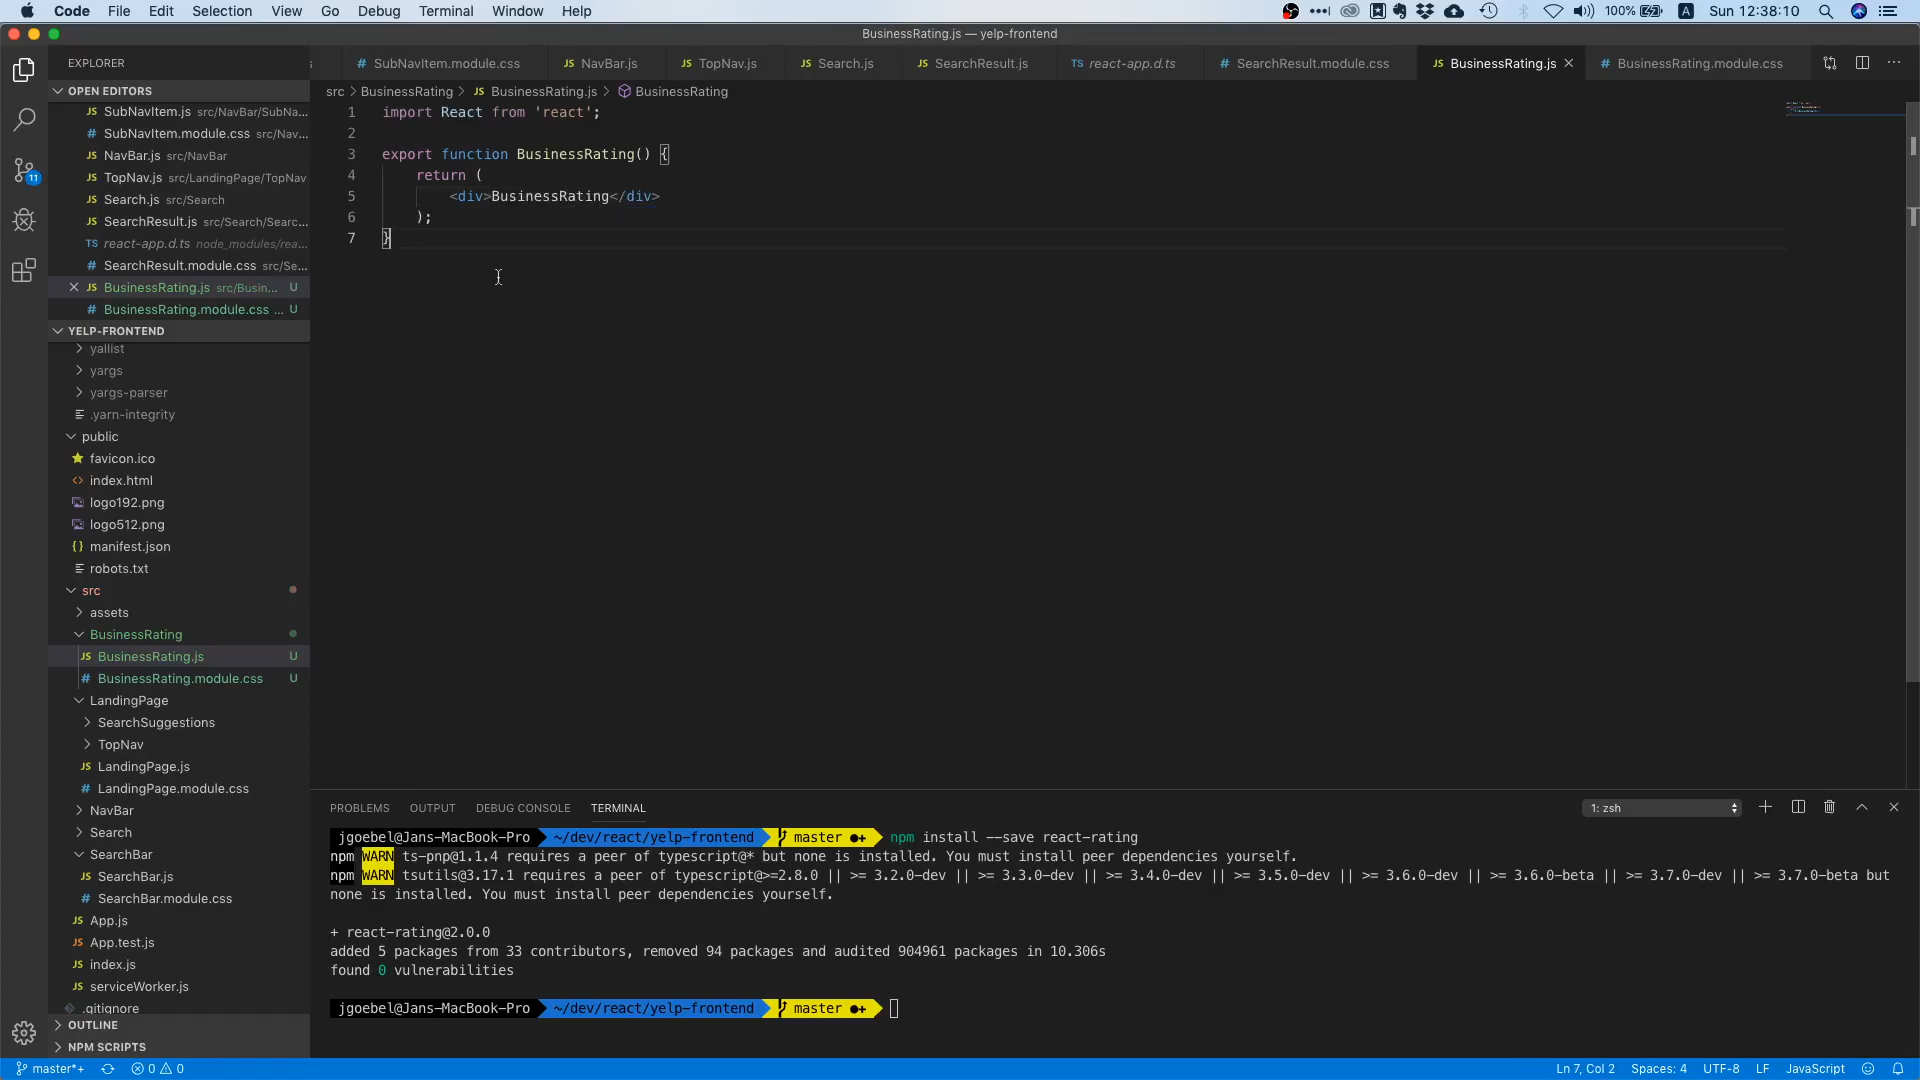 Code File Edit Selection View Go Debug Terminal Window Help 100% A Sun 12:38:10
BusinessRating.js — yelp-frontend
EXPLORER
SubNavItem.module.css NavBar.js TopNav.js Search.js SearchResult.js react-app.d.ts SearchResult.module.css BusinessRating.js BusinessRating.module.css
OPEN EDITORS
SubNavItem.js src/NavBar/SubNa...
SubNavItem.module.css src/Nav...
NavBar.js src/NavBar
TopNav.js src/LandingPage/TopNav
Search.js src/Search
SearchResult.js src/Search/Searc...
react-app.d.ts node_modules/rea...
SearchResult.module.css src/Se...
BusinessRating.js src/Busin... U
BusinessRating.module.css ... U
11
YELP-FRONTEND
yallist
yargs
yargs-parser
.yarn-integrity
public
favicon.ico
index.html
logo192.png
logo512.png
manifest.json
robots.txt
src
assets
BusinessRating
BusinessRating.js U
BusinessRating.module.css U
LandingPage
SearchSuggestions
TopNav
LandingPage.js
LandingPage.module.css
NavBar
Search
SearchBar
SearchBar.js
SearchBar.module.css
App.js
App.test.js
index.js
serviceWorker.js
.gitignore
OUTLINE
NPM SCRIPTS
src > BusinessRating > JS BusinessRating.js > BusinessRating
1 import React from 'react';
2
3 export function BusinessRating() {
4 return (
5 <div>BusinessRating</div>
6 );
7 }
PROBLEMS OUTPUT DEBUG CONSOLE TERMINAL 1: zsh
jgoebel@Jans-MacBook-Pro ~/dev/react/yelp-frontend master ●+ npm install --save react-rating
npm WARN ts-pnp@1.1.4 requires a peer of typescript@* but none is installed. You must install peer dependencies yourself.
npm WARN tsutils@3.17.1 requires a peer of typescript@>=2.8.0 || >= 3.2.0-dev || >= 3.3.0-dev || >= 3.4.0-dev || >= 3.5.0-dev || >= 3.6.0-dev || >= 3.6.0-beta || >= 3.7.0-dev || >= 3.7.0-beta but
none is installed. You must install peer dependencies yourself.
+ react-rating@2.0.0
added 5 packages from 33 contributors, removed 94 packages and audited 904961 packages in 10.306s
found 0 vulnerabilities
jgoebel@Jans-MacBook-Pro ~/dev/react/yelp-frontend master ●+
master*+ 0 0 Ln 7, Col 2 Spaces: 4 UTF-8 LF JavaScript